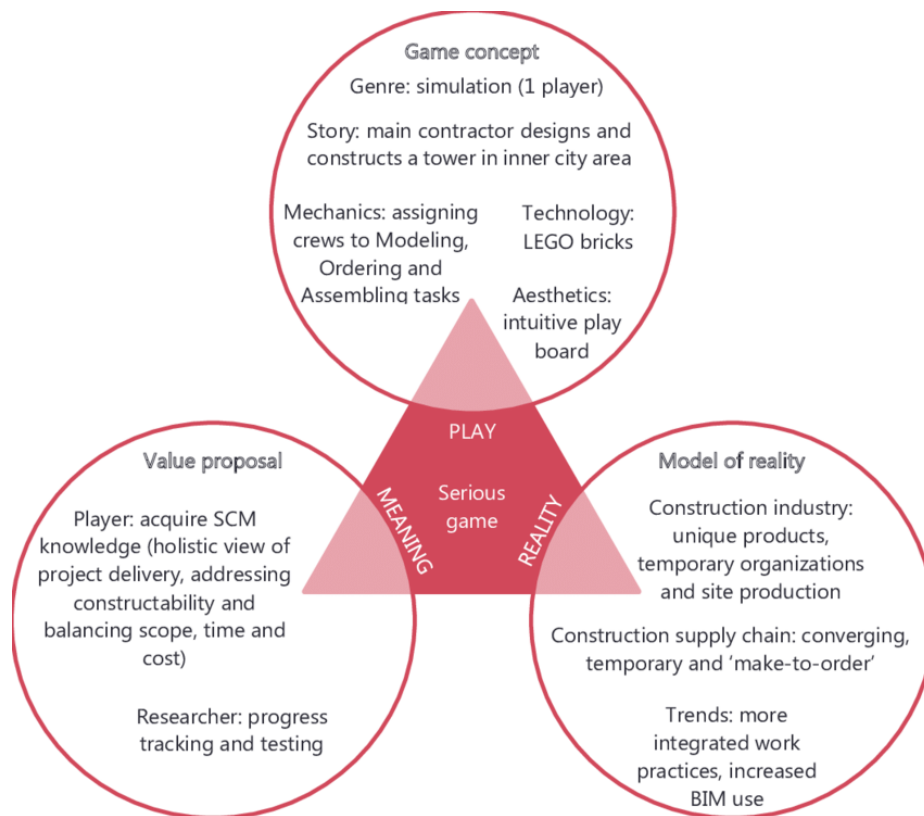 Game concept
Genre: simulation (1 player)
Story: main contractor designs and
constructs a tower in inner city area
Mechanics: assigning
crews to Modeling,
Ordering and
Assembling tasks
Technology:
LEGO bricks
Aesthetics:
intuitive play
board
PLAY
Serious
game
MEANING
REALITY
Value proposal
Player: acquire SCM
knowledge (holistic view of
project delivery, addressing
constructability and
balancing scope, time and
cost)
Researcher: progress
tracking and testing
Model of reality
Construction industry:
unique products,
temporary organizations
and site production
Construction supply chain: converging,
temporary and ‘make-to-order’
Trends: more
integrated work
practices, increased
BIM use